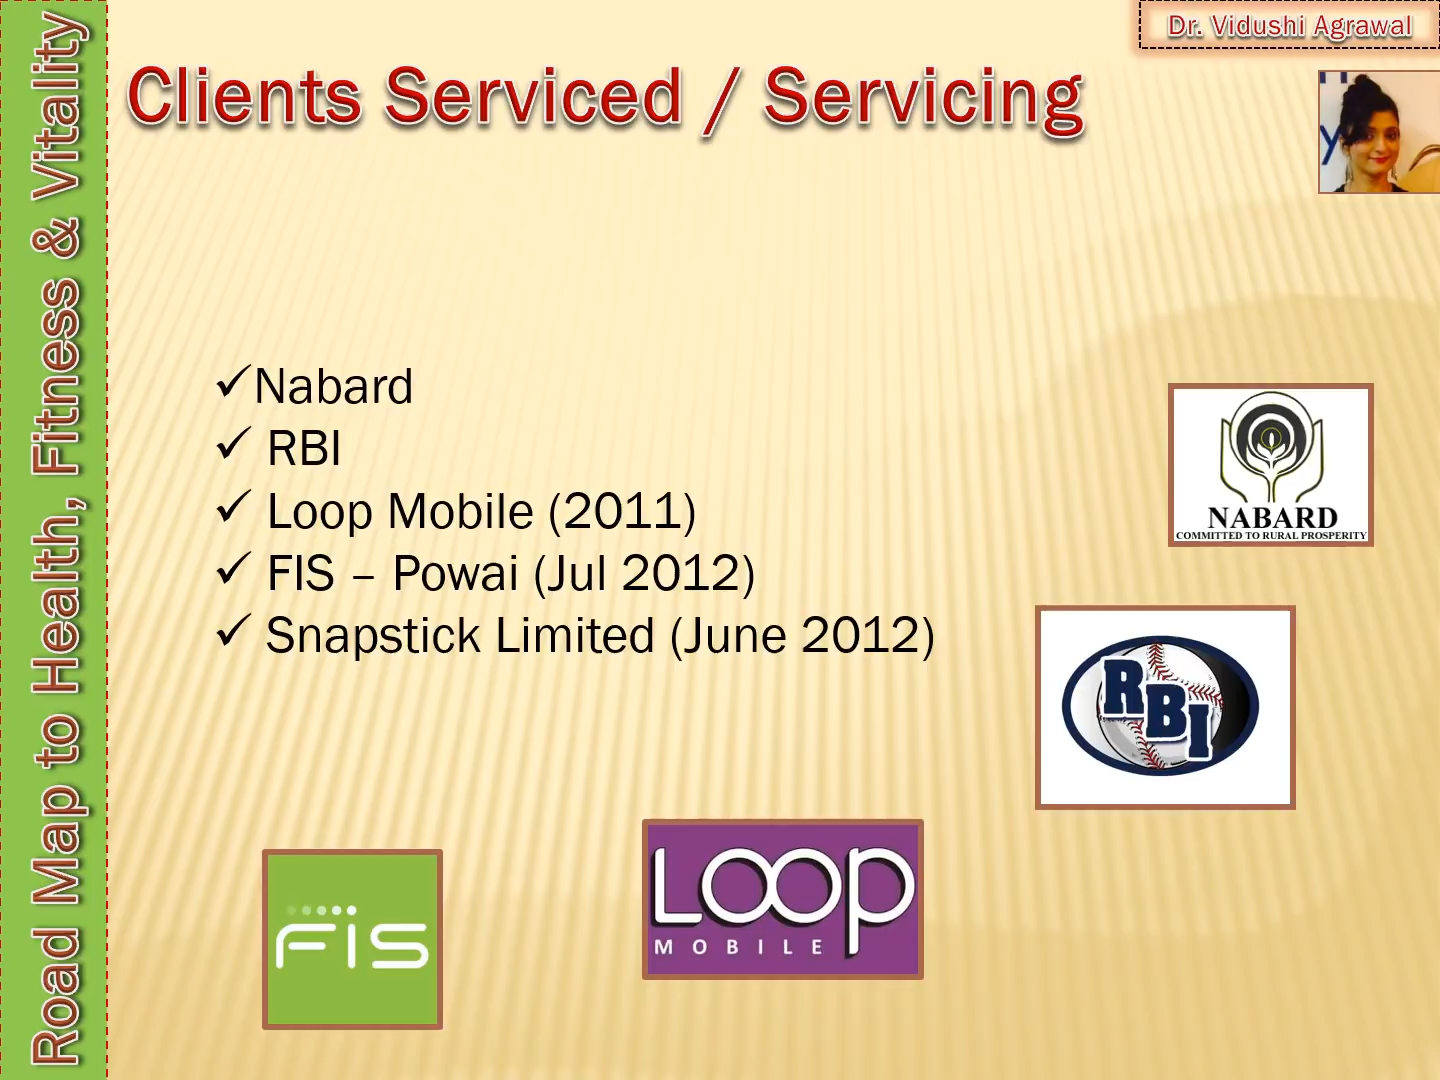 Dr. Vidushi Agrawal
Clients Serviced / Servicing
Road Map to Health, Fitness & Vitality
✓Nabard
✓ RBI
✓ Loop Mobile (2011)
✓ FIS – Powai (Jul 2012)
✓ Snapstick Limited (June 2012)
NABARD
COMMITTED TO RURAL PROSPERITY
RBI
LOOP
MOBILE
FIS
y